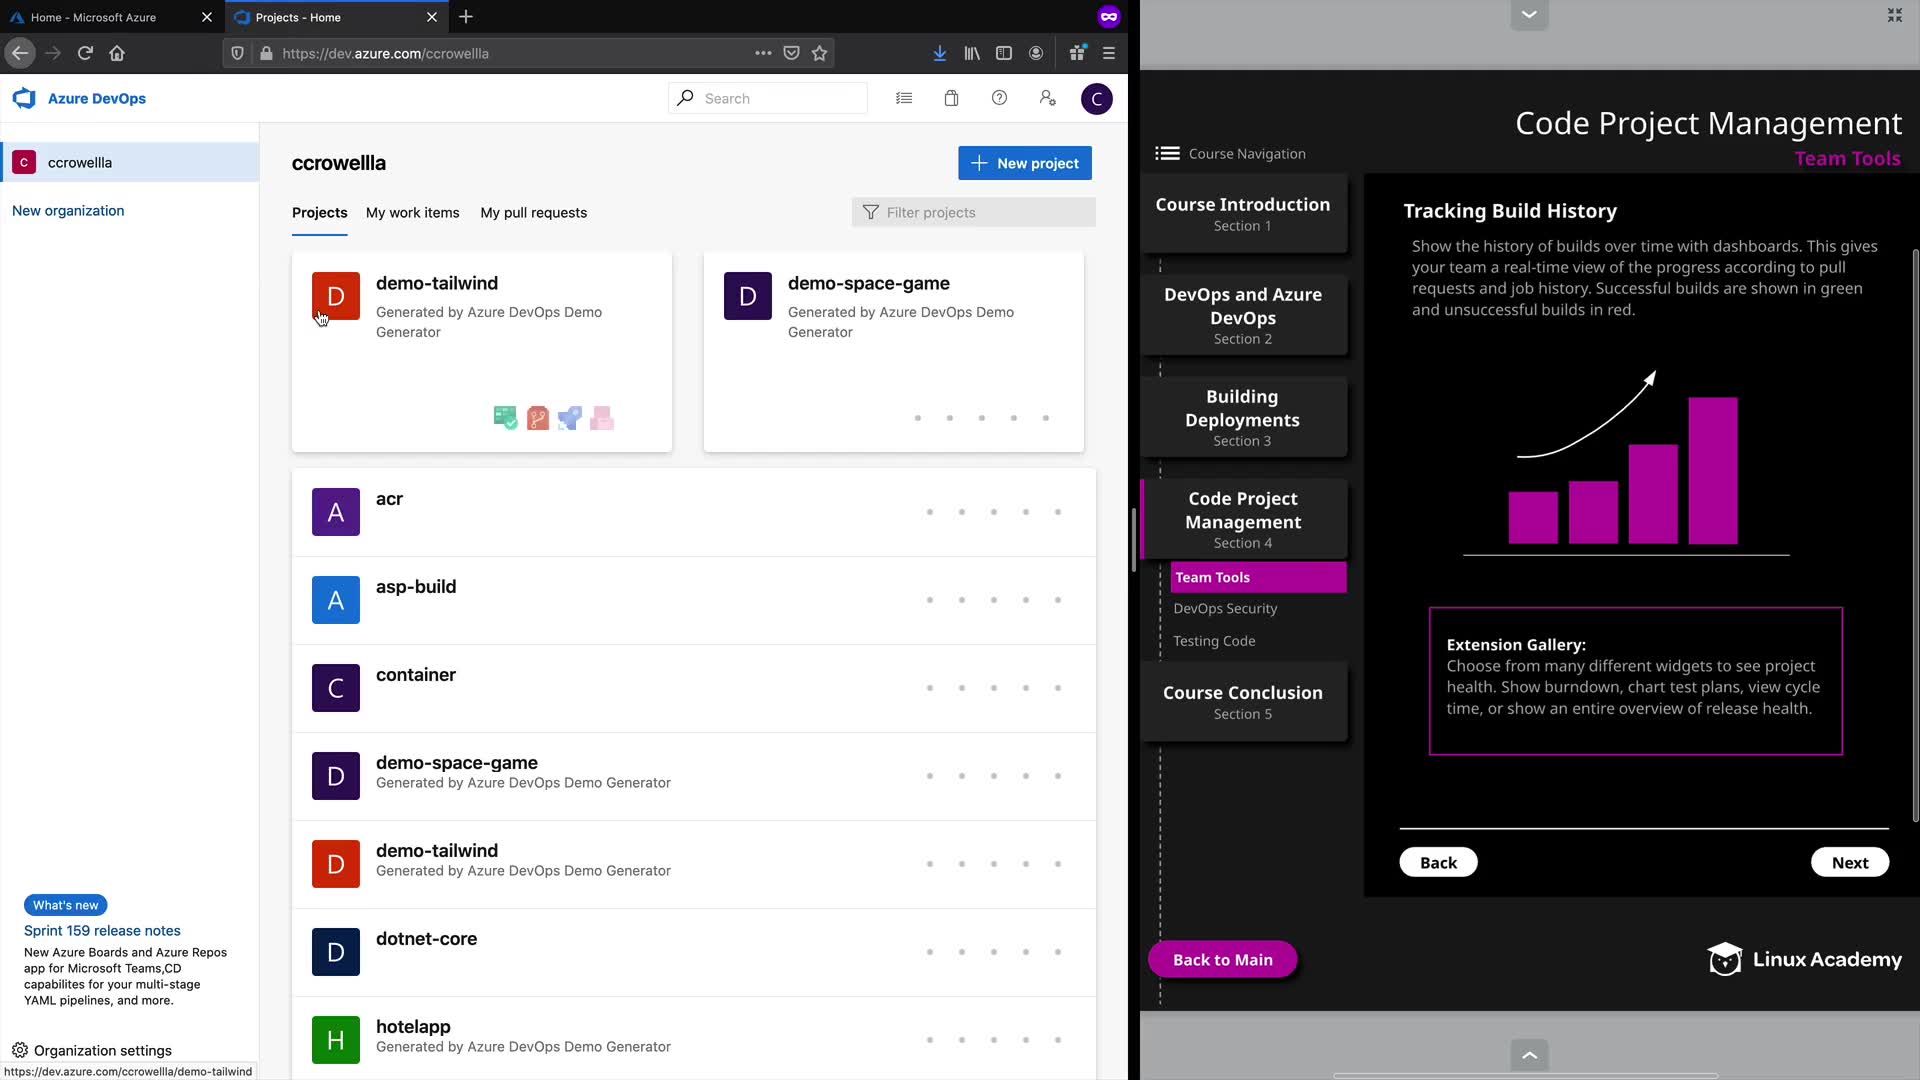 Home - Microsoft Azure
Projects - Home
https://dev.azure.com/ccrowellla
Azure DevOps
Search
C
C
ccrowellla
New organization
ccrowellla
New project
Projects
My work items
My pull requests
Filter projects
D
demo-tailwind
Generated by Azure DevOps Demo
Generator
D
demo-space-game
Generated by Azure DevOps Demo
Generator
A
acr
A
asp-build
C
container
D
demo-space-game
Generated by Azure DevOps Demo Generator
D
demo-tailwind
Generated by Azure DevOps Demo Generator
D
dotnet-core
H
hotelapp
Generated by Azure DevOps Demo Generator
What's new
Sprint 159 release notes
New Azure Boards and Azure Repos
app for Microsoft Teams,CD
capabilites for your multi-stage
YAML pipelines, and more.
Organization settings
https://dev.azure.com/ccrowellla/demo-tailwind
Code Project Management
Team Tools
Course Navigation
Course Introduction
Section 1
DevOps and Azure
DevOps
Section 2
Building
Deployments
Section 3
Code Project
Management
Section 4
Team Tools
DevOps Security
Testing Code
Course Conclusion
Section 5
Back to Main
Tracking Build History
Show the history of builds over time with dashboards. This gives
your team a real-time view of the progress according to pull
requests and job history. Successful builds are shown in green
and unsuccessful builds in red.
Extension Gallery:
Choose from many different widgets to see project
health. Show burndown, chart test plans, view cycle
time, or show an entire overview of release health.
Back
Next
Linux Academy